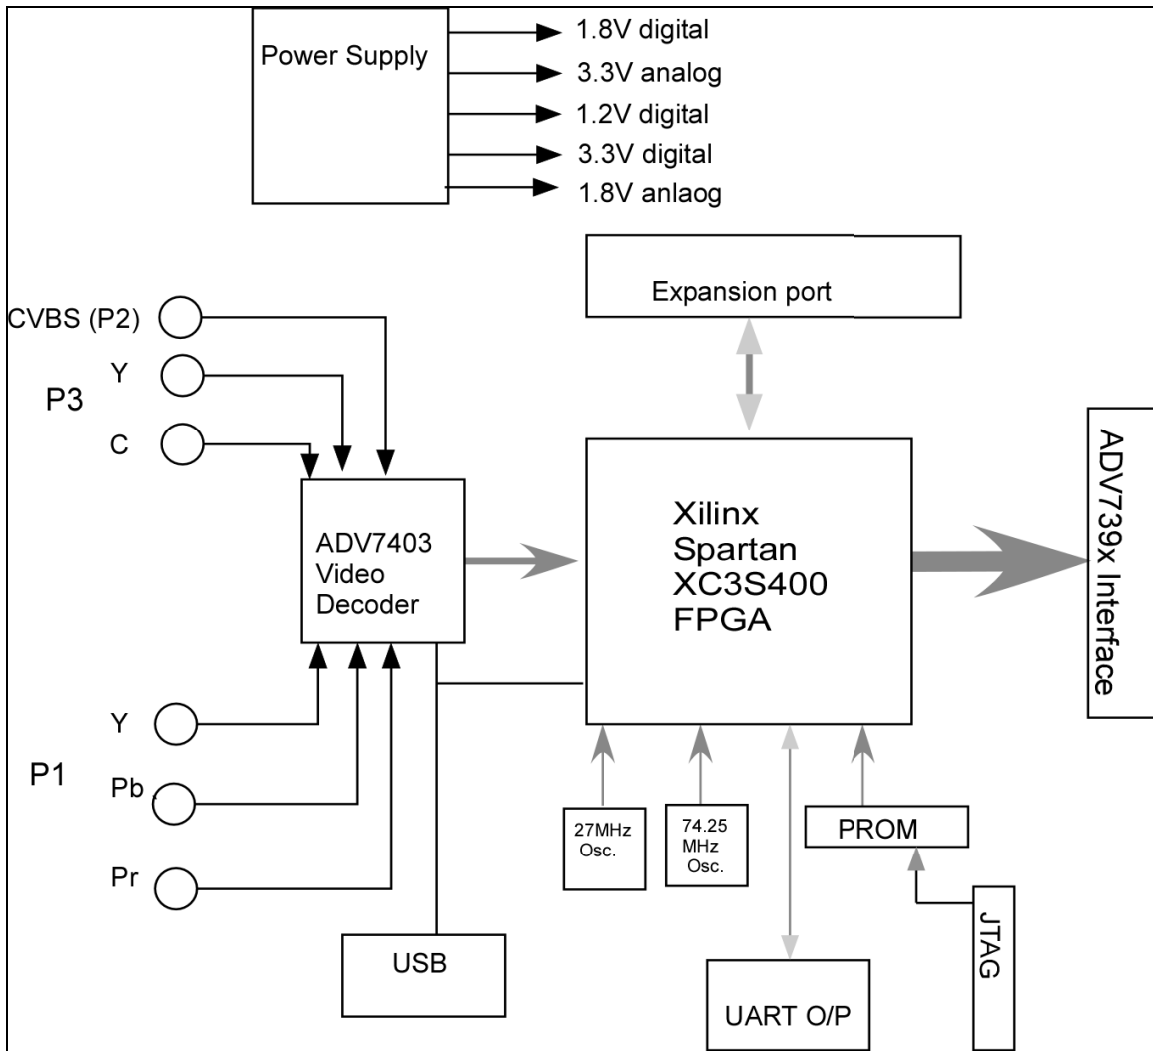 Power Supply
1.8V digital
3.3V analog
1.2V digital
3.3V digital
1.8V anlaog
Expansion port
CVBS (P2)
Y
P3
C
ADV7403
Video
Decoder
Xilinx
Spartan
XC3S400
FPGA
ADV739x Interface
Y
P1
Pb
Pr
27MHz
Osc.
74.25
MHz
Osc.
PROM
JTAG
USB
UART O/P